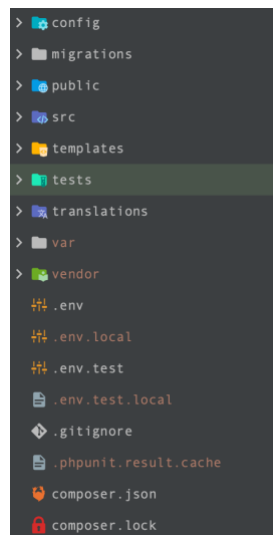 config
migrations
public
src
templates
tests
translations
var
vendor
.env
.env.local
.env.test
.env.test.local
.gitignore
.phpunit.result.cache
composer.json
composer.lock